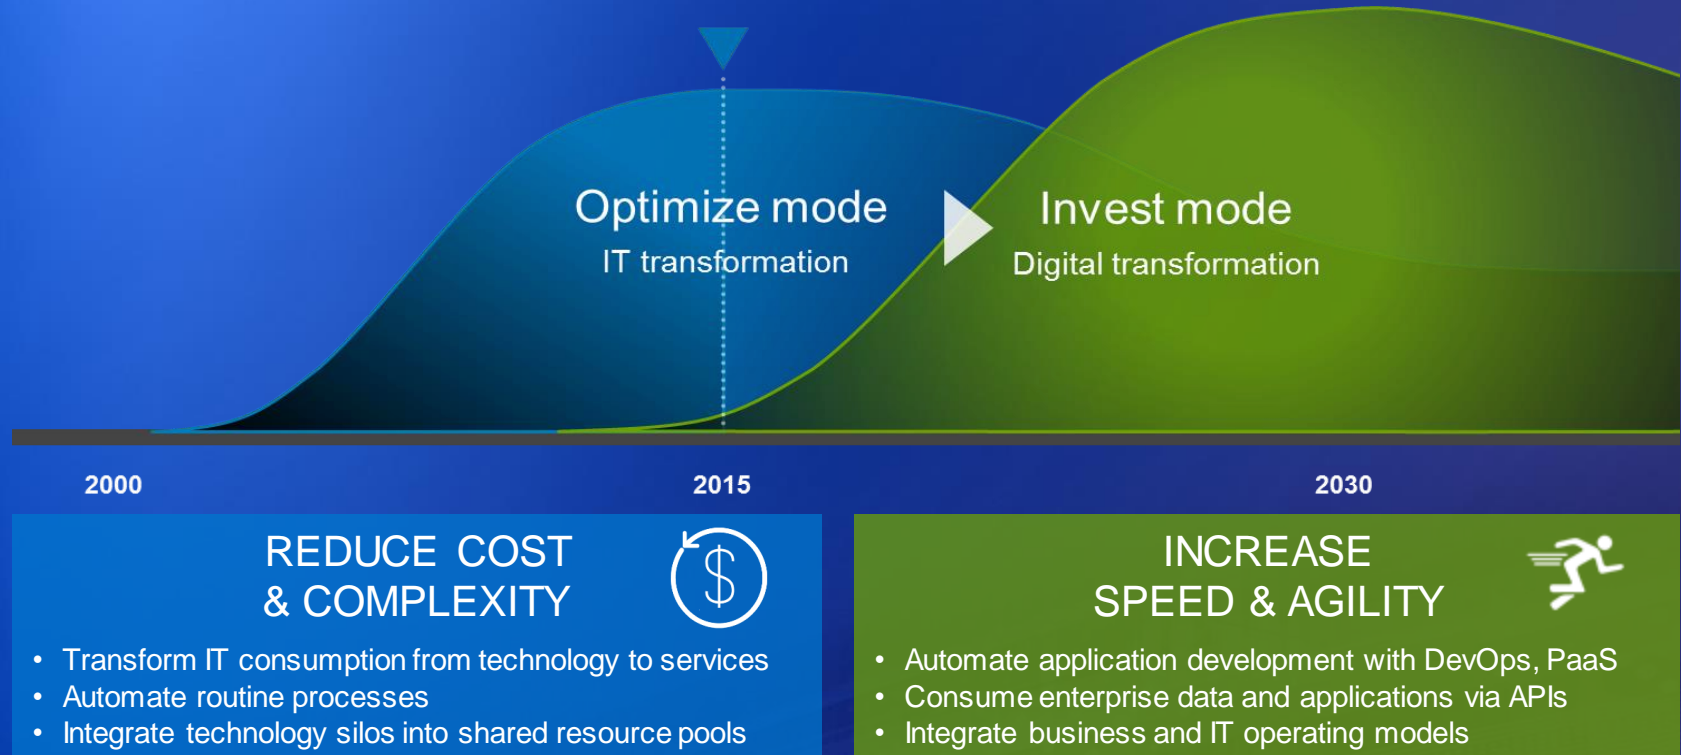 Optimize mode
IT transformation
Invest mode
Digital transformation
2000
2015
2030
REDUCE COST
& COMPLEXITY
$
• Transform IT consumption from technology to services
• Automate routine processes
• Integrate technology silos into shared resource pools
INCREASE
SPEED & AGILITY
• Automate application development with DevOps, PaaS
• Consume enterprise data and applications via APIs
• Integrate business and IT operating models